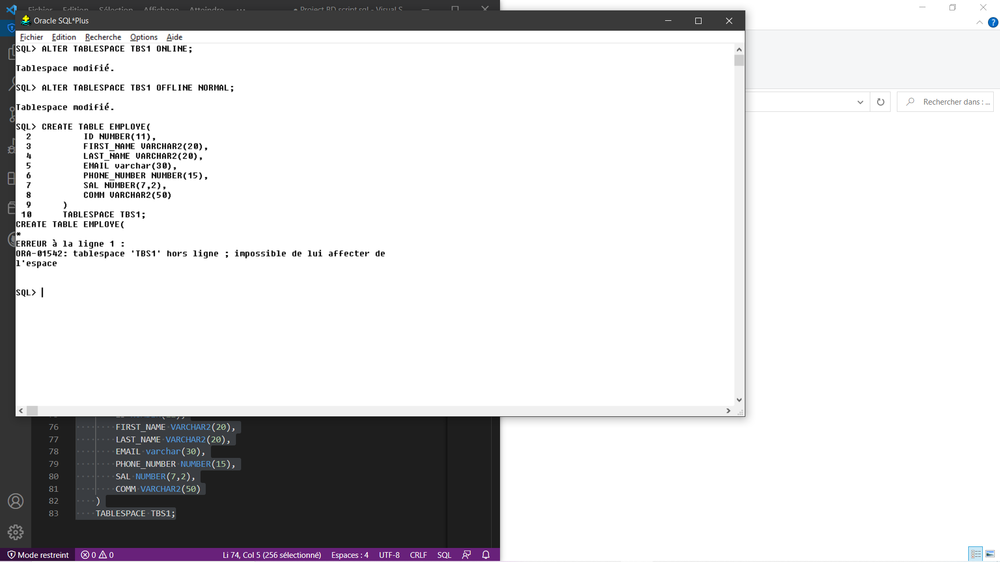 Fichier Edition Sélection Affichage Atteindre ... ● Project BD script.sql - Visual S...
Oracle SQL*Plus
Fichier Edition Recherche Options Aide
SQL> ALTER TABLESPACE TBS1 ONLINE;
Tablespace modifié.
SQL> ALTER TABLESPACE TBS1 OFFLINE NORMAL;
Tablespace modifié.
SQL> CREATE TABLE EMPLOYE(
2 ID NUMBER(11),
3 FIRST_NAME VARCHAR2(20),
4 LAST_NAME VARCHAR2(20),
5 EMAIL varchar(30),
6 PHONE_NUMBER NUMBER(15),
7 SAL NUMBER(7,2),
8 COMM VARCHAR2(50)
9 )
10 TABLESPACE TBS1;
CREATE TABLE EMPLOYE(
*
ERREUR à la ligne 1 :
ORA-01542: tablespace 'TBS1' hors ligne ; impossible de lui affecter de
l'espace
SQL>
Rechercher dans : ...
76 FIRST_NAME VARCHAR2(20),
77 LAST_NAME VARCHAR2(20),
78 EMAIL varchar(30),
79 PHONE_NUMBER NUMBER(15),
80 SAL NUMBER(7,2),
81 COMM VARCHAR2(50)
82 )
83 TABLESPACE TBS1;
Mode restreint 0 0 Li 74, Col 5 (256 sélectionné) Espaces : 4 UTF-8 CRLF SQL